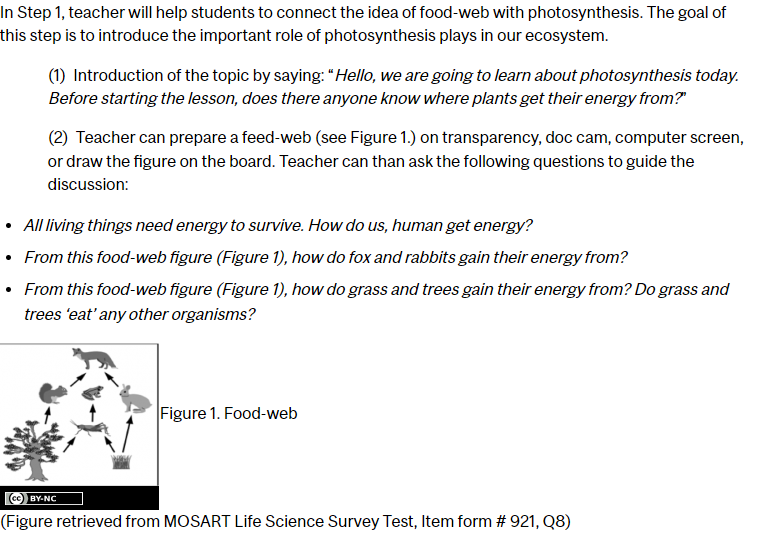 In Step 1, teacher will help students to connect the idea of food-web with photosynthesis. The goal of
this step is to introduce the important role of photosynthesis plays in our ecosystem.
(1)  Introduction of the topic by saying: “Hello, we are going to learn about photosynthesis today.
Before starting the lesson, does there anyone know where plants get their energy from?”
(2)  Teacher can prepare a feed-web (see Figure 1.) on transparency, doc cam, computer screen,
or draw the figure on the board. Teacher can than ask the following questions to guide the
discussion:
• All living things need energy to survive. How do us, human get energy?
• From this food-web figure (Figure 1), how do fox and rabbits gain their energy from?
• From this food-web figure (Figure 1), how do grass and trees gain their energy from? Do grass and
trees ‘eat’ any other organisms?
Figure 1. Food-web
cc BY-NC
(Figure retrieved from MOSART Life Science Survey Test, Item form # 921, Q8)